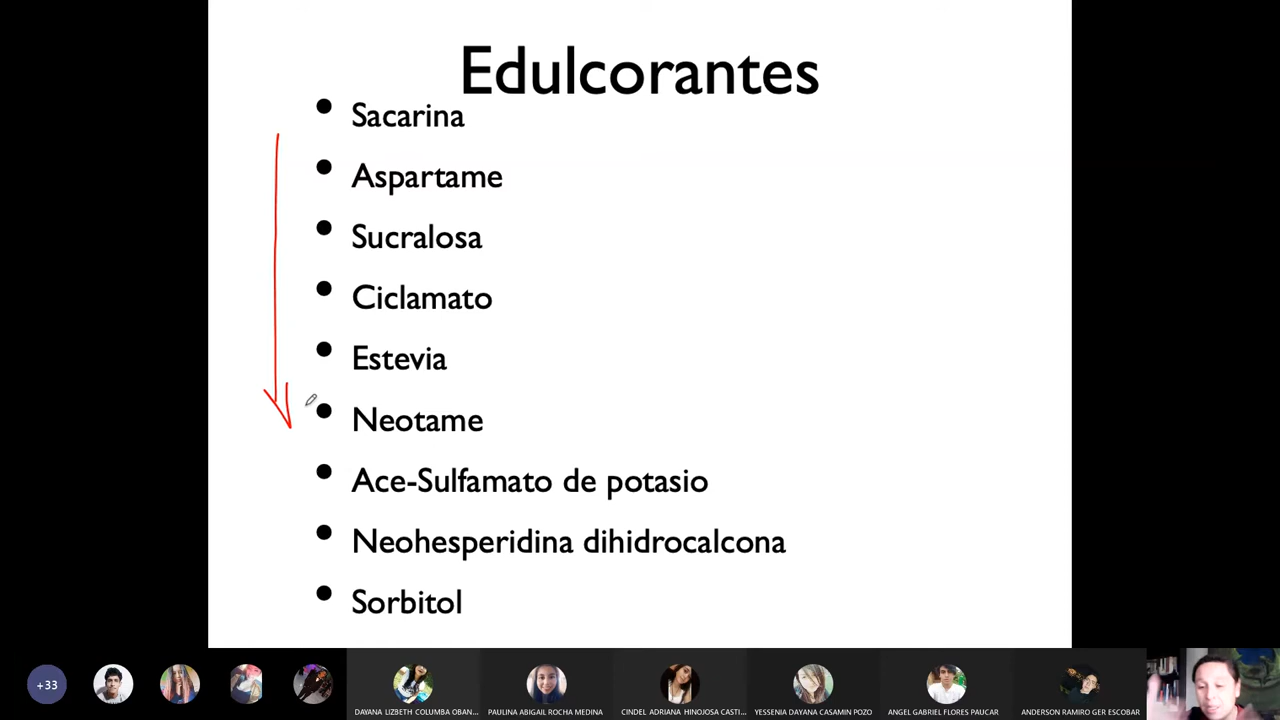 Edulcorantes
Sacarina
Aspartame
Sucralosa
Ciclamato
Estevia
Neotame
Ace-Sulfamato de potasio
Neohesperidina dihidrocalcona
Sorbitol
+33
DAYANA LIZBETH COLUMBA OBAN...
PAULINA ABIGAIL ROCHA MEDINA
CINDEL ADRIANA HINOJOSA CASTI...
YESSENIA DAYANA CASAMIN POZO
ANGEL GABRIEL FLORES PAUCAR
ANDERSON RAMIRO GER ESCOBAR